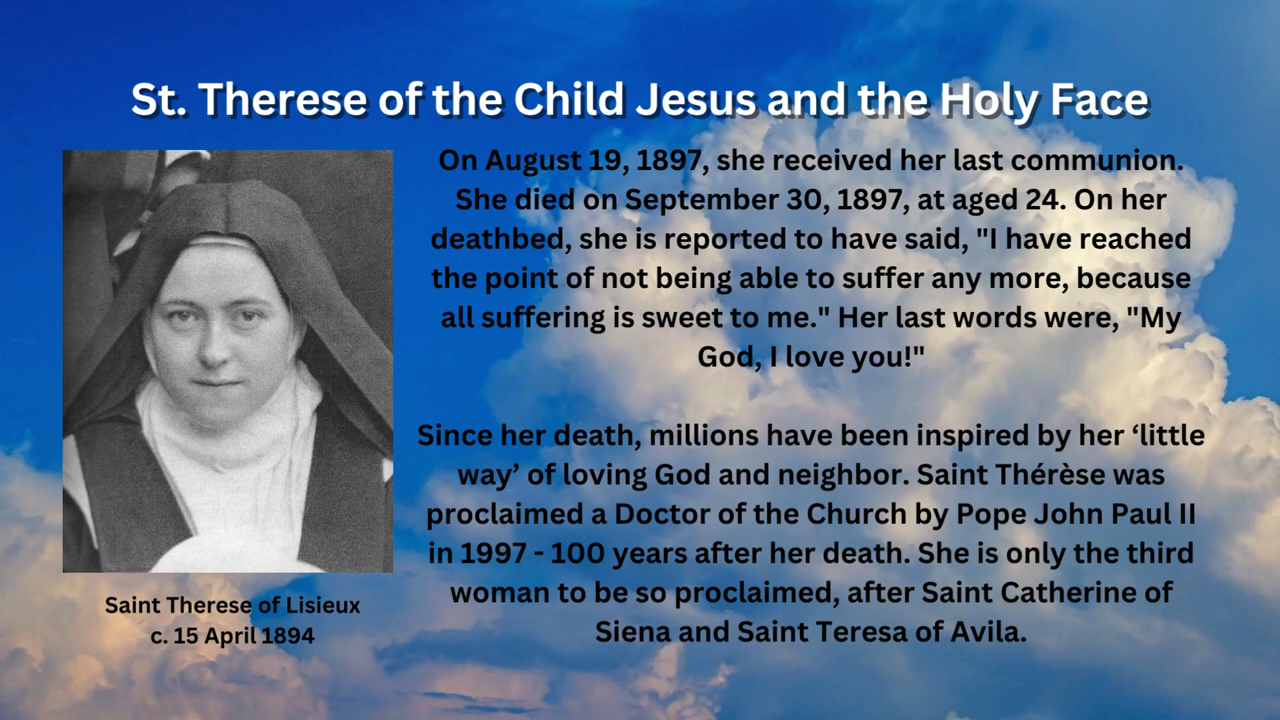 St. Therese of the Child Jesus and the Holy Face
On August 19, 1897, she received her last communion.
She died on September 30, 1897, at aged 24. On her
deathbed, she is reported to have said, "I have reached
the point of not being able to suffer any more, because
all suffering is sweet to me." Her last words were, "My
God, I love you!"
Since her death, millions have been inspired by her ‘little
way’ of loving God and neighbor. Saint Thérèse was
proclaimed a Doctor of the Church by Pope John Paul II
in 1997 - 100 years after her death. She is only the third
woman to be so proclaimed, after Saint Catherine of
Siena and Saint Teresa of Avila.
Saint Therese of Lisieux
c. 15 April 1894